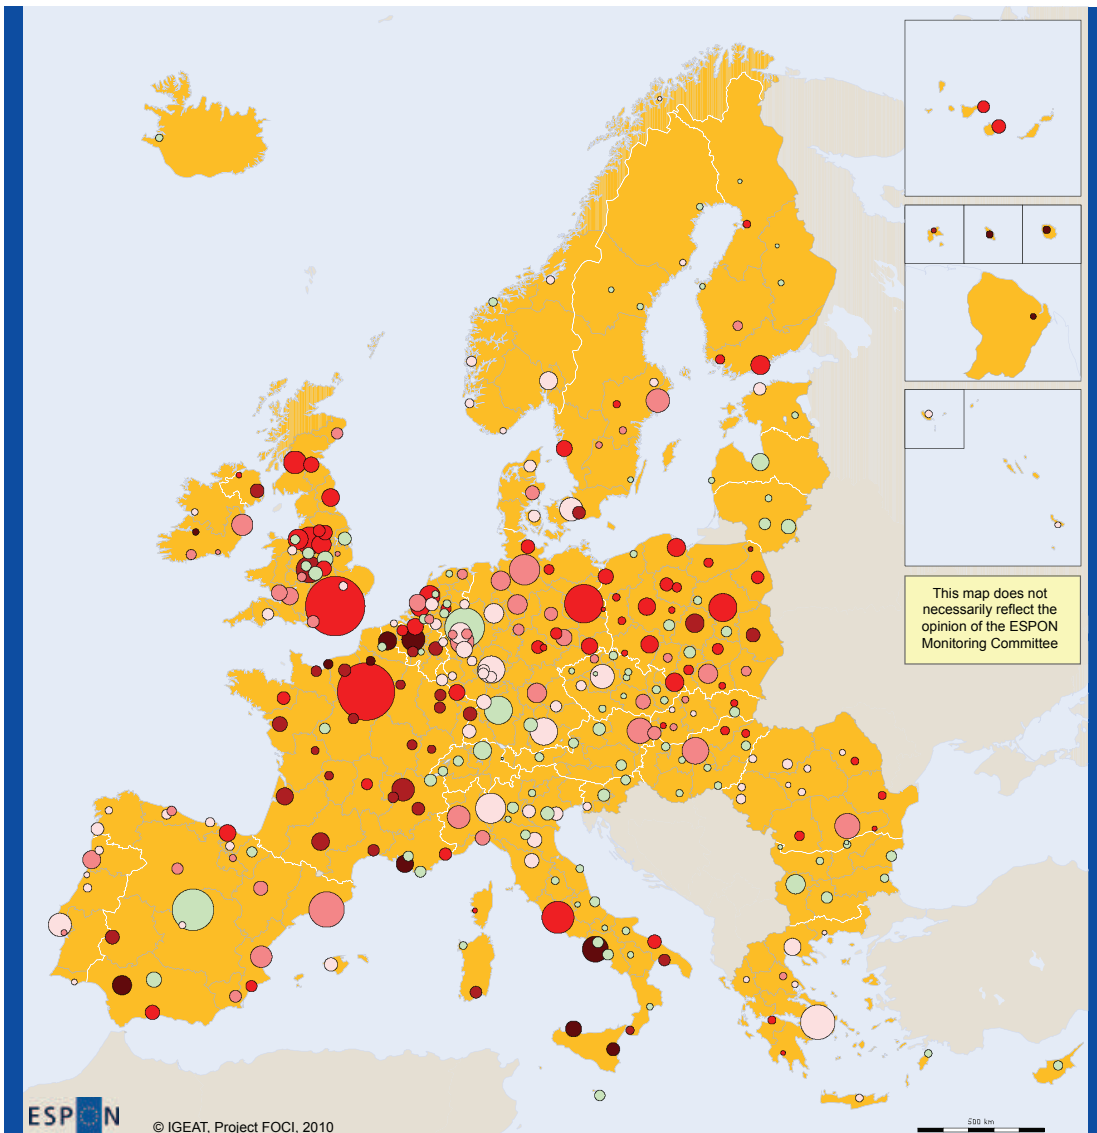 This map does not
necessarily reflect the
opinion of the ESPON
Monitoring Committee
ESPON
© IGEAT, Project FOCI, 2010
500 km